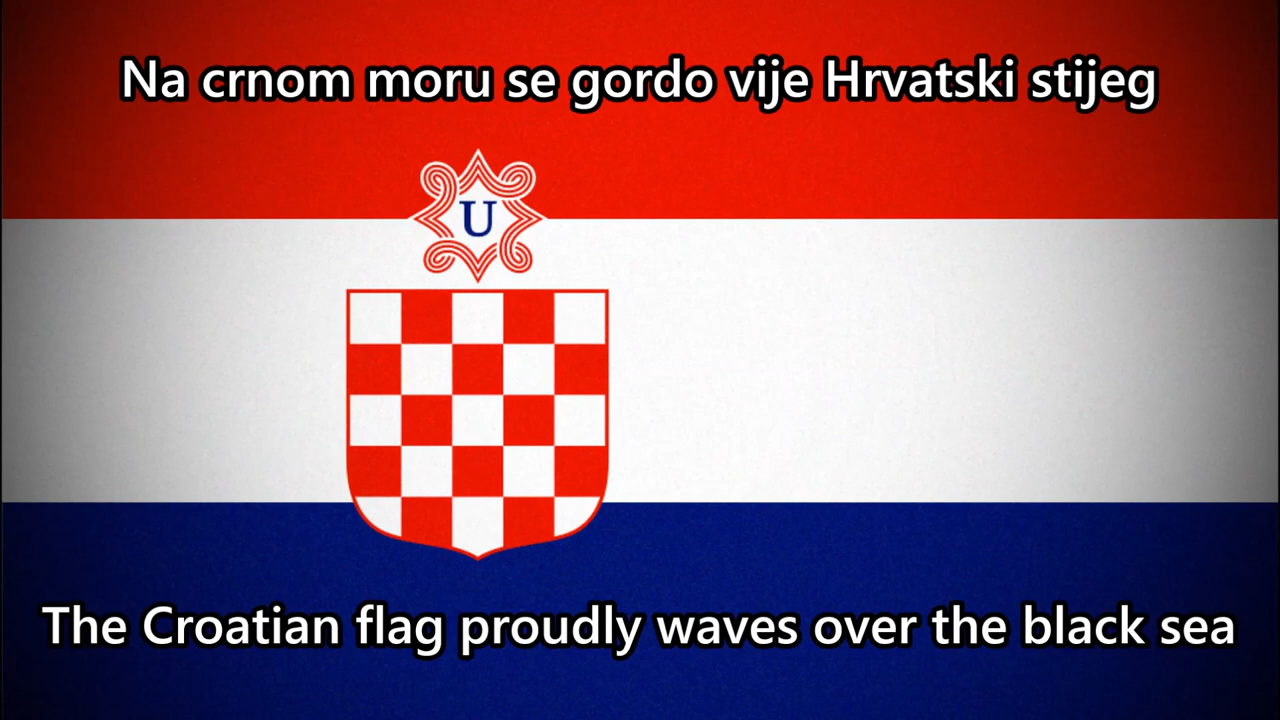 Na crnom moru se gordo vije Hrvatski stijeg
U
The Croatian flag proudly waves over the black sea